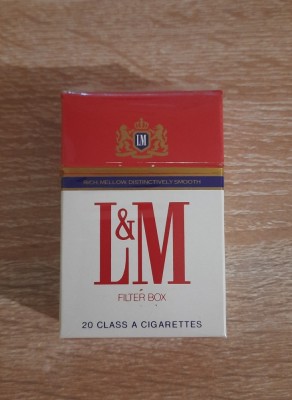 LM
RICH, MELLOW, DISTINCTIVELY SMOOTH
L&M
FILTER BOX
20 CLASS A CIGARETTES